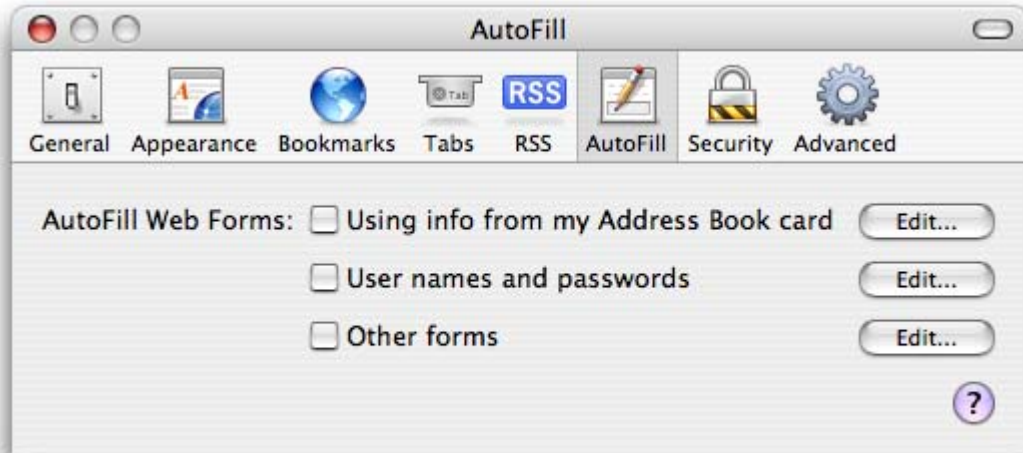 AutoFill
Tab
RSS
General Appearance Bookmarks Tabs RSS AutoFill Security Advanced
AutoFill Web Forms: Using info from my Address Book card Edit...
User names and passwords Edit...
Other forms Edit...
?